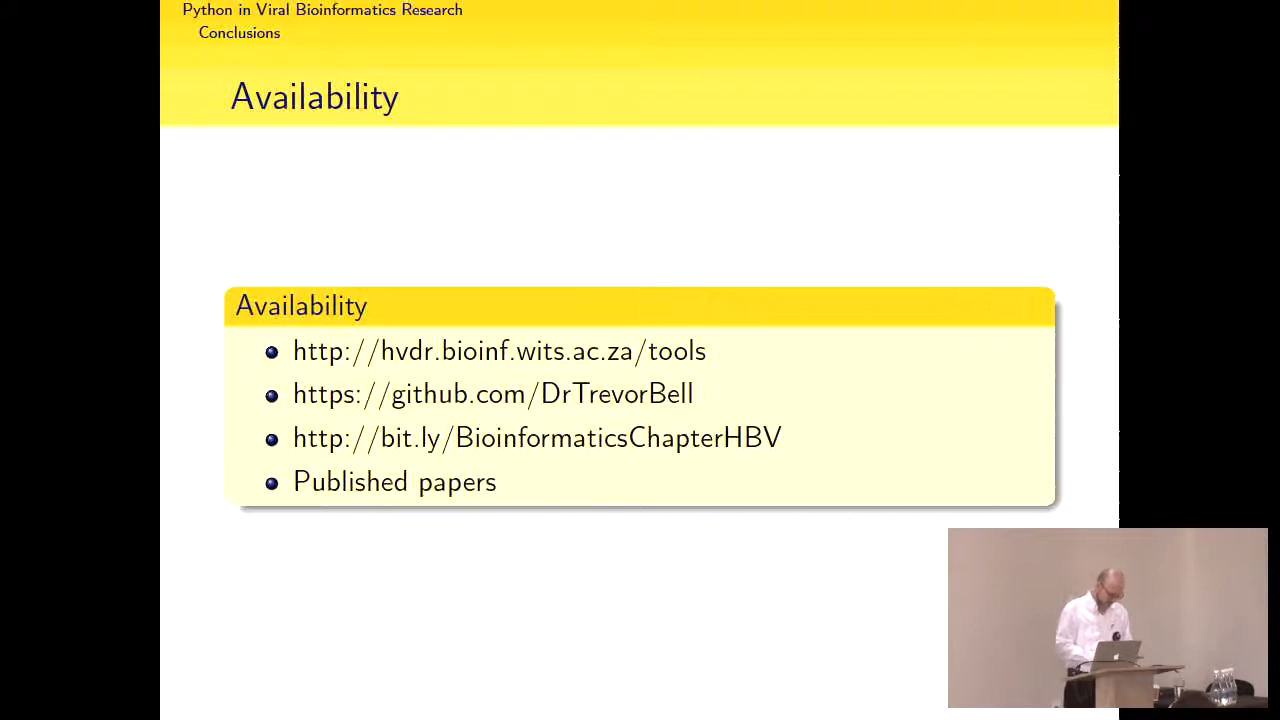 Python in Viral Bioinformatics Research
Conclusions
Availability
Availability
http://hvdr.bioinf.wits.ac.za/tools
https://github.com/DrTrevorBell
http://bit.ly/BioinformaticsChapterHBV
Published papers